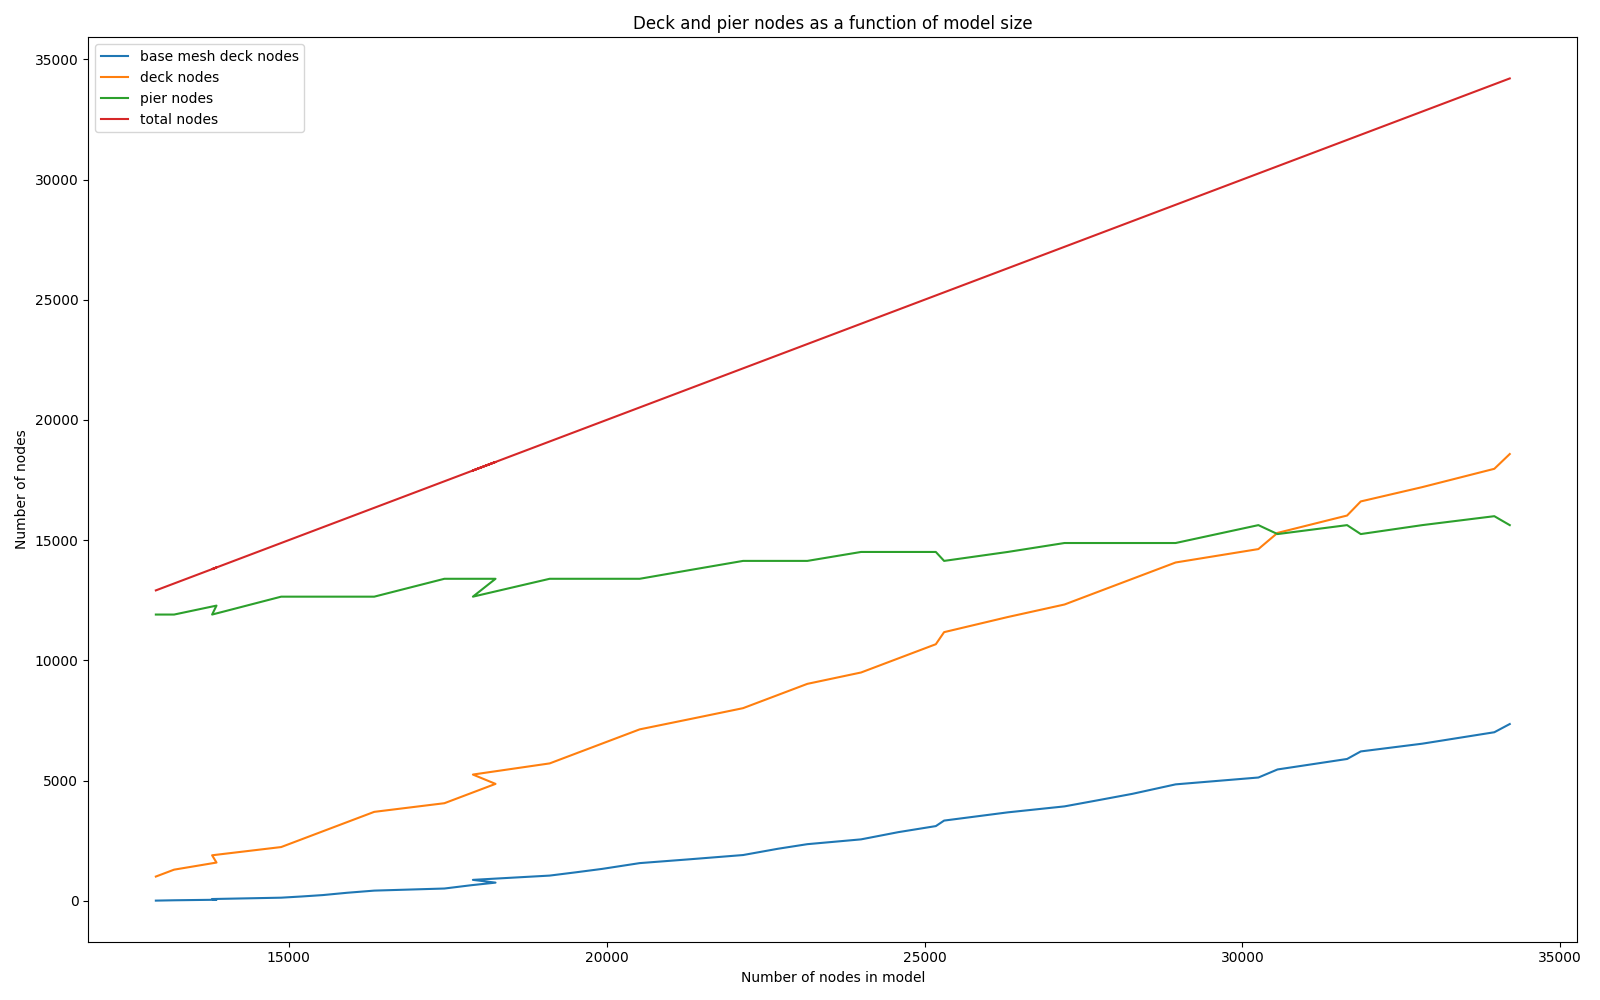 Deck and pier nodes as a function of model size
base mesh deck nodes
deck nodes
pier nodes
total nodes
35000
30000
25000
20000
15000
10000
5000
0
Number of nodes
15000
20000
25000
30000
35000
Number of nodes in model